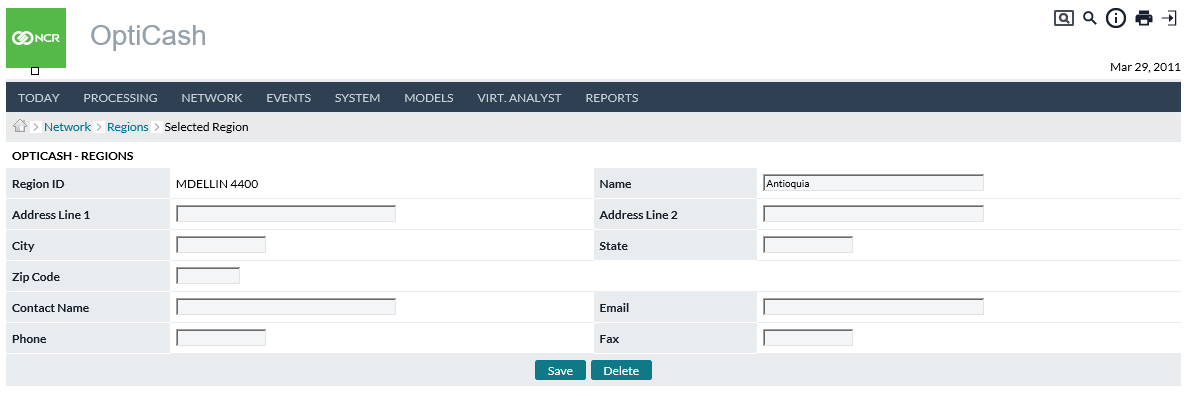 NCR
OptiCash
Mar 29, 2011
TODAY PROCESSING NETWORK EVENTS SYSTEM MODELS VIRT. ANALYST REPORTS
Network Regions Selected Region
OPTICASH - REGIONS
Region ID MDELLIN 4400 Name Antioquia
Address Line 1 Address Line 2
City State
Zip Code
Contact Name Email
Phone Fax
Save Delete